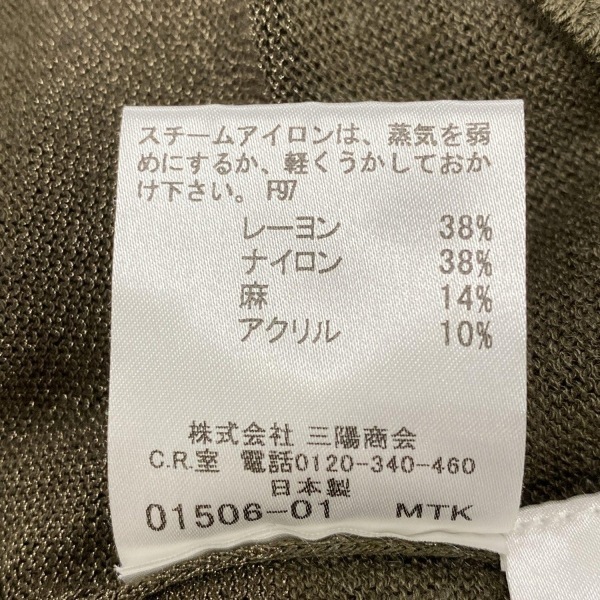 スチームアイロンは、蒸気を弱
めにするか、軽くうかしておか
け下さい。 円7
レーヨン 38%
ナイロン 38%
麻 14%
アクリル 10%
株式会社 三陽商会
C.R.室 電話0120-340-460
日本製
01506-01 MTK